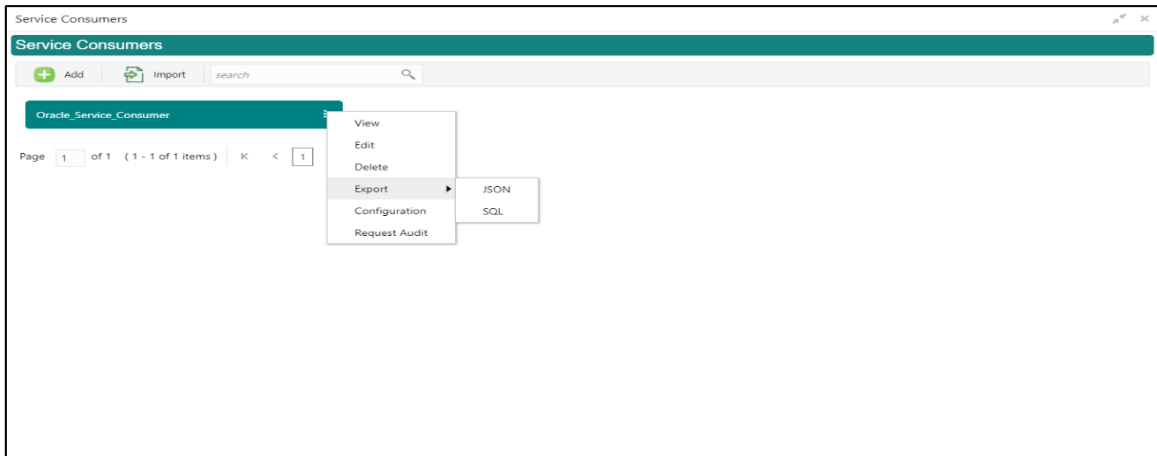 Service Consumers
Service Consumers
Add Import search
Oracle_Service_Consumer
View
Page 1 of 1 ( 1 - 1 of 1 items ) K < 1
Edit
Delete
Export JSON
Configuration SQL
Request Audit